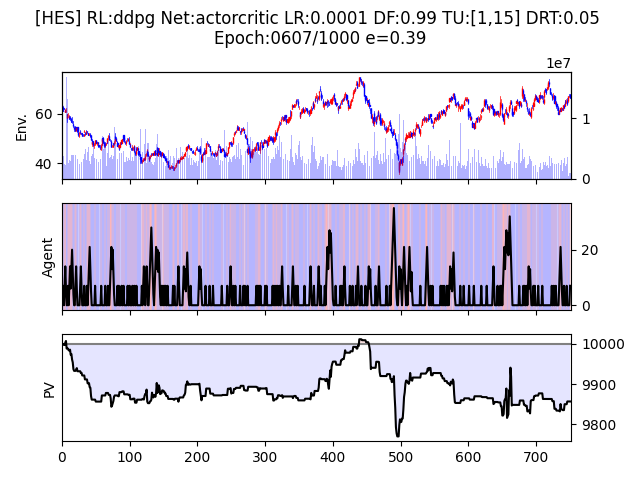 [HES] RL:ddpg Net:actorcritic LR:0.0001 DF:0.99 TU:[1,15] DRT:0.05
Epoch:0607/1000 e=0.39
1e7
Env.
60
40
1
0
Agent
20
0
PV
10000
9900
9800
0 100 200 300 400 500 600 700